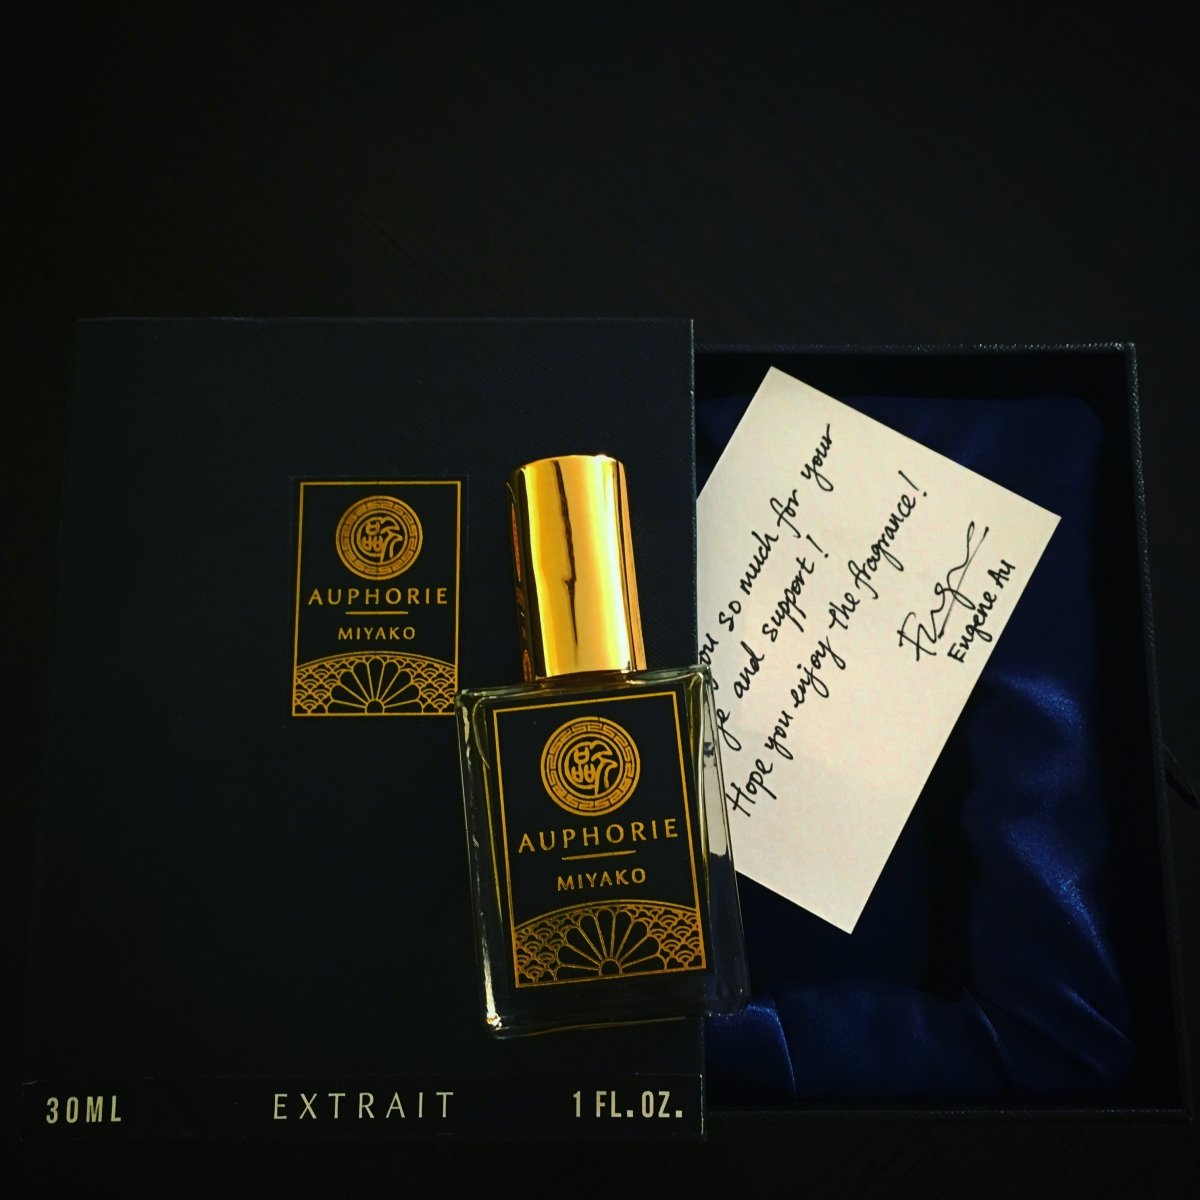 AUPHORIE
MIYAKO
AUPHORIE
MIYAKO
30ML EXTRAIT 1 FL.OZ.
so much for your
and support!
Hope you enjoy the fragrance!
Eugene Au